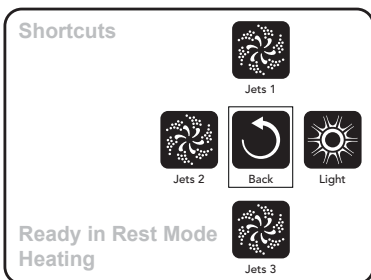 Shortcuts
Jets 1
Jets 2
Back
Light
Ready in Rest Mode
Heating
Jets 3